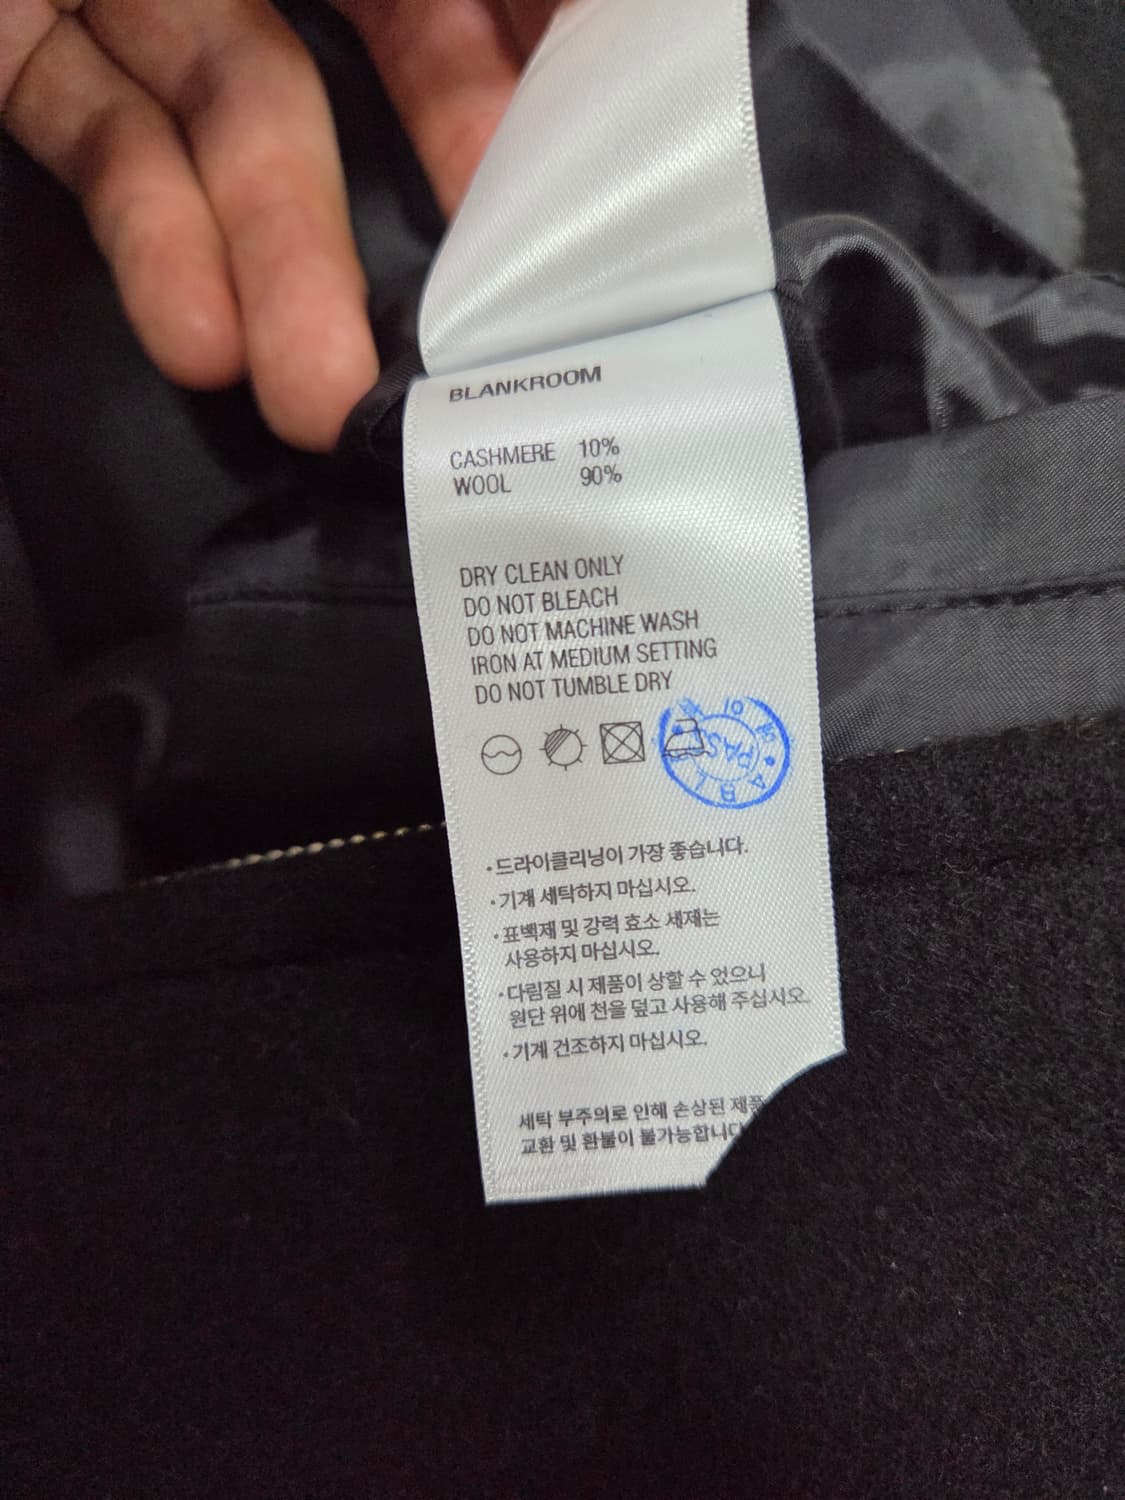 BLANKROOM
CASHMERE 10%
WOOL 90%
DRY CLEAN ONLY
DO NOT BLEACH
DO NOT MACHINE WASH
IRON AT MEDIUM SETTING
DO NOT TUMBLE DRY
·드라이클리닝이 가장 좋습니다.
·기계 세탁하지 마십시오.
·표백제 및 강력 효소 세제는
사용하지 마십시오.
·다림질 시 제품이 상할 수 있으니
원단 위에 천을 덮고 사용해 주십시오.
·기계 건조하지 마십시오.
세탁 부주의로 인해 손상된 제품
교환 및 환불이 불가능합니다